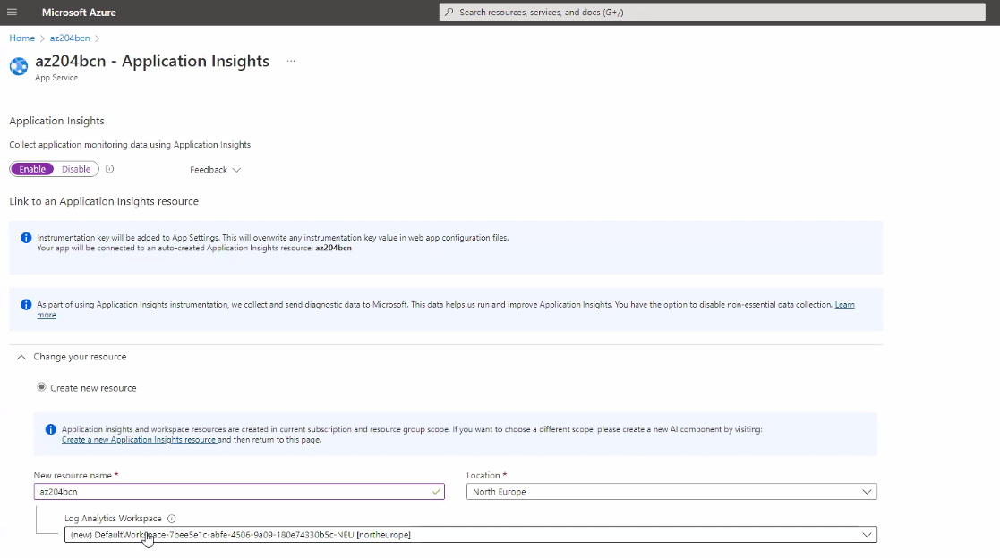 Microsoft Azure
Search resources, services, and docs (G+/)
Home > az204bcn >
az204bcn - Application Insights ...
App Service
Application Insights
Collect application monitoring data using Application Insights
Enable Disable
Feedback
Link to an Application Insights resource
Instrumentation key will be added to App Settings. This will overwrite any instrumentation key value in web app configuration files.
Your app will be connected to an auto-created Application Insights resource: az204bcn
As part of using Application Insights instrumentation, we collect and send diagnostic data to Microsoft. This data helps us run and improve Application Insights. You have the option to disable non-essential data collection. Learn
more
Change your resource
Create new resource
Application insights and workspace resources are created in current subscription and resource group scope. If you want to choose a different scope, please create a new AI component by visiting:
Create a new Application Insights resource and then return to this page.
New resource name *
Location *
az204bcn
North Europe
Log Analytics Workspace
(new) DefaultWorkspace-7bee5e1c-abfe-4506-9a09-180e74330b5c-NEU [northeurope]